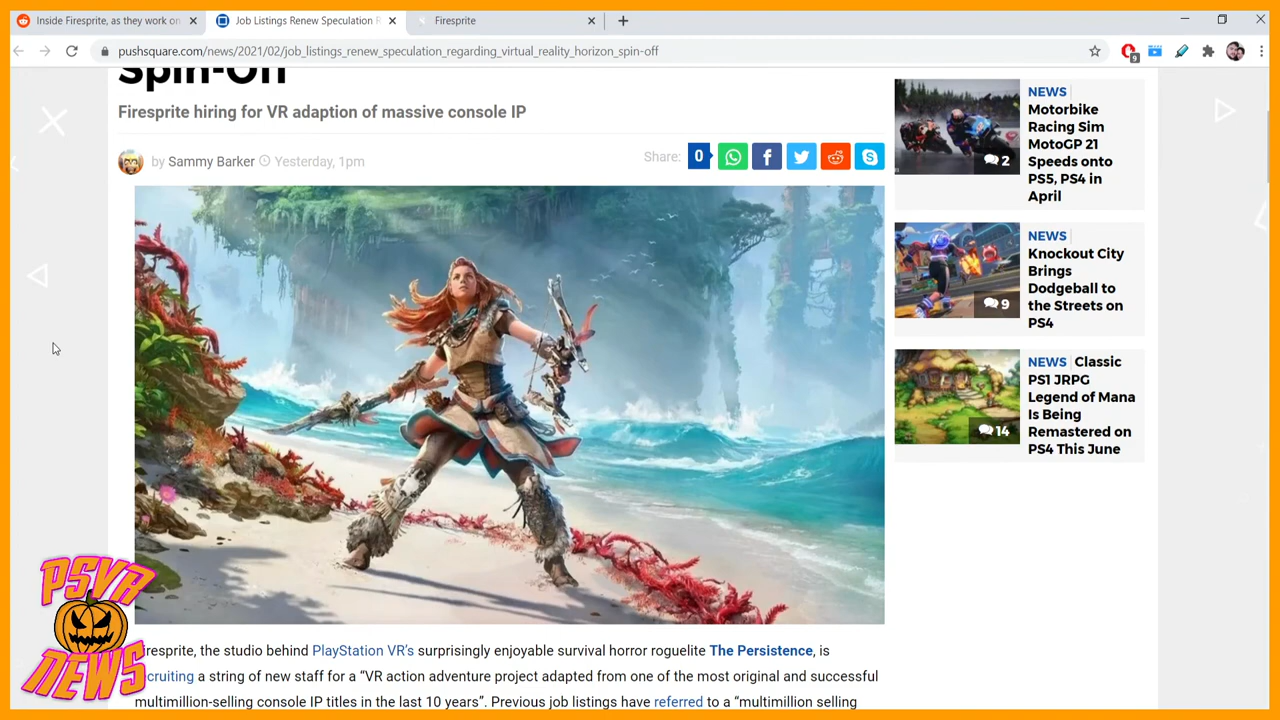 Inside Firesprite, as they work on
Job Listings Renew Speculation R
Firesprite
pushsquare.com/news/2021/02/job_listings_renew_speculation_regarding_virtual_reality_horizon_spin-off
9
Spin-Off
Firesprite hiring for VR adaption of massive console IP
by Sammy Barker Yesterday, 1pm
Share: 0
NEWS
Motorbike
Racing Sim
MotoGP 21
Speeds onto
PS5, PS4 in
April
2
NEWS
Knockout City
Brings
Dodgeball to
the Streets on
PS4
9
NEWS Classic
PS1 JRPG
Legend of Mana
Is Being
Remastered on
PS4 This June
14
resprite, the studio behind PlayStation VR's surprisingly enjoyable survival horror roguelite The Persistence, is
cruiting a string of new staff for a “VR action adventure project adapted from one of the most original and successful
multimillion-selling console IP titles in the last 10 years”. Previous job listings have referred to a “multimillion selling
PSVR
NEWS